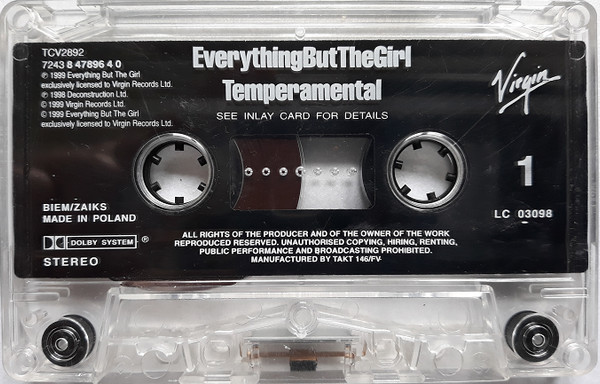 TCV2892
7243 8 47896 4 0
℗ 1999 Everything But The Girl
exclusively licensed to Virgin Records Ltd.
℗ 1998 Deconstruction Ltd.
© 1999 Virgin Records Ltd.
© 1999 Everything But The Girl
exclusively licensed to Virgin Records Ltd.
EverythingButTheGirl
Temperamental
SEE INLAY CARD FOR DETAILS
Virgin
1
LC 03098
BIEM/ZAIKS
MADE IN POLAND
DOLBY SYSTEM ®
STEREO
ALL RIGHTS OF THE PRODUCER AND OF THE OWNER OF THE WORK
REPRODUCED RESERVED. UNAUTHORISED COPYING, HIRING, RENTING,
PUBLIC PERFORMANCE AND BROADCASTING PROHIBITED.
MANUFACTURED BY TAKT 146/FV-